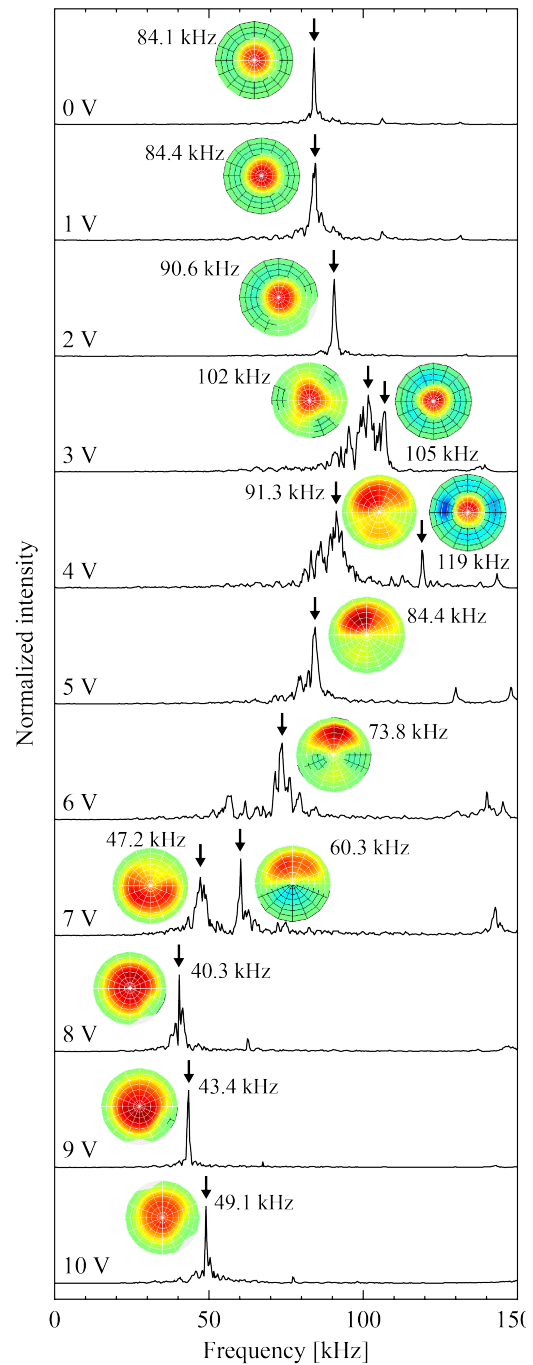 84.1 kHz
0 V
84.4 kHz
1 V
90.6 kHz
2 V
102 kHz
105 kHz
3 V
91.3 kHz
119 kHz
4 V
84.4 kHz
5 V
73.8 kHz
6 V
47.2 kHz
60.3 kHz
7 V
40.3 kHz
8 V
43.4 kHz
9 V
49.1 kHz
10 V
Normalized intensity
0 50 100 150
Frequency [kHz]